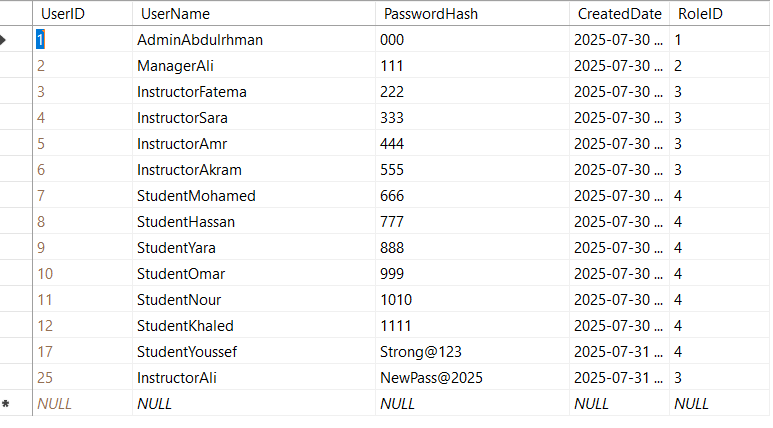 UserID UserName PasswordHash CreatedDate RoleID
1 AdminAbdulrhman 000 2025-07-30 ... 1
2 ManagerAli 111 2025-07-30 ... 2
3 InstructorFatema 222 2025-07-30 ... 3
4 InstructorSara 333 2025-07-30 ... 3
5 InstructorAmr 444 2025-07-30 ... 3
6 InstructorAkram 555 2025-07-30 ... 3
7 StudentMohamed 666 2025-07-30 ... 4
8 StudentHassan 777 2025-07-30 ... 4
9 StudentYara 888 2025-07-30 ... 4
10 StudentOmar 999 2025-07-30 ... 4
11 StudentNour 1010 2025-07-30 ... 4
12 StudentKhaled 1111 2025-07-30 ... 4
17 StudentYoussef Strong@123 2025-07-31 ... 4
25 InstructorAli NewPass@2025 2025-07-31 ... 3
* NULL NULL NULL NULL NULL